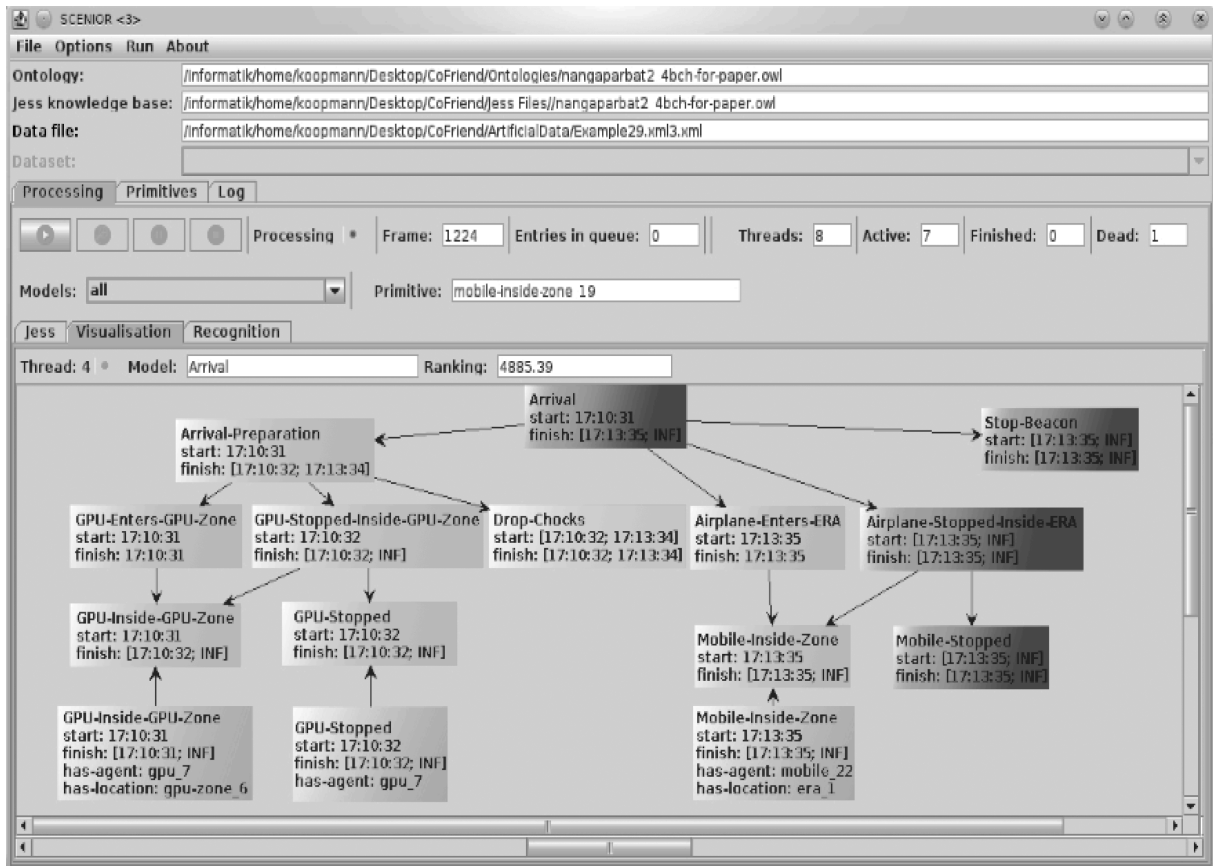 SCENIOR <3>
File Options Run About
Ontology: /informatik/home/koopmann/Desktop/CoFriend/Ontologies/nangaparbat2_4bch-for-paper.owl
Jess knowledge base: /informatik/home/koopmann/Desktop/CoFriend/Jess Files//nangaparbat2_4bch-for-paper.owl
Data file: /informatik/home/koopmann/Desktop/CoFriend/ArtificialData/Example29.xml3.xml
Dataset:
Processing Primitives Log
Processing Frame: 1224 Entries in queue: 0 Threads: 8 Active: 7 Finished: 0 Dead: 1
Models: all Primitive: mobile-inside-zone_19
Jess Visualisation Recognition
Thread: 4 Model: Arrival Ranking: 4885.39
Arrival
start: 17:10:31
finish: [17:13:35; INF]
Stop-Beacon
start: [17:13:35; INF]
finish: [17:13:35; INF]
Arrival-Preparation
start: 17:10:31
finish: [17:10:32; 17:13:34]
GPU-Enters-GPU-Zone
start: 17:10:31
finish: 17:10:31
GPU-Stopped-Inside-GPU-Zone
start: 17:10:32
finish: [17:10:32; INF]
Drop-Chocks
start: [17:10:32; 17:13:34]
finish: [17:10:32; 17:13:34]
Airplane-Enters-ERA
start: 17:13:35
finish: 17:13:35
Airplane-Stopped-Inside-ERA
start: [17:13:35; INF]
finish: [17:13:35; INF]
GPU-Inside-GPU-Zone
start: 17:10:31
finish: [17:10:32; INF]
GPU-Stopped
start: 17:10:32
finish: [17:10:32; INF]
Mobile-Inside-Zone
start: 17:13:35
finish: [17:13:35; INF]
Mobile-Stopped
start: [17:13:35; INF]
finish: [17:13:35; INF]
GPU-Inside-GPU-Zone
start: 17:10:31
finish: [17:10:31; INF]
has-agent: gpu_7
has-location: gpu-zone_6
GPU-Stopped
start: 17:10:32
finish: [17:10:32; INF]
has-agent: gpu_7
Mobile-Inside-Zone
start: 17:13:35
finish: [17:13:35; INF]
has-agent: mobile_22
has-location: era_1